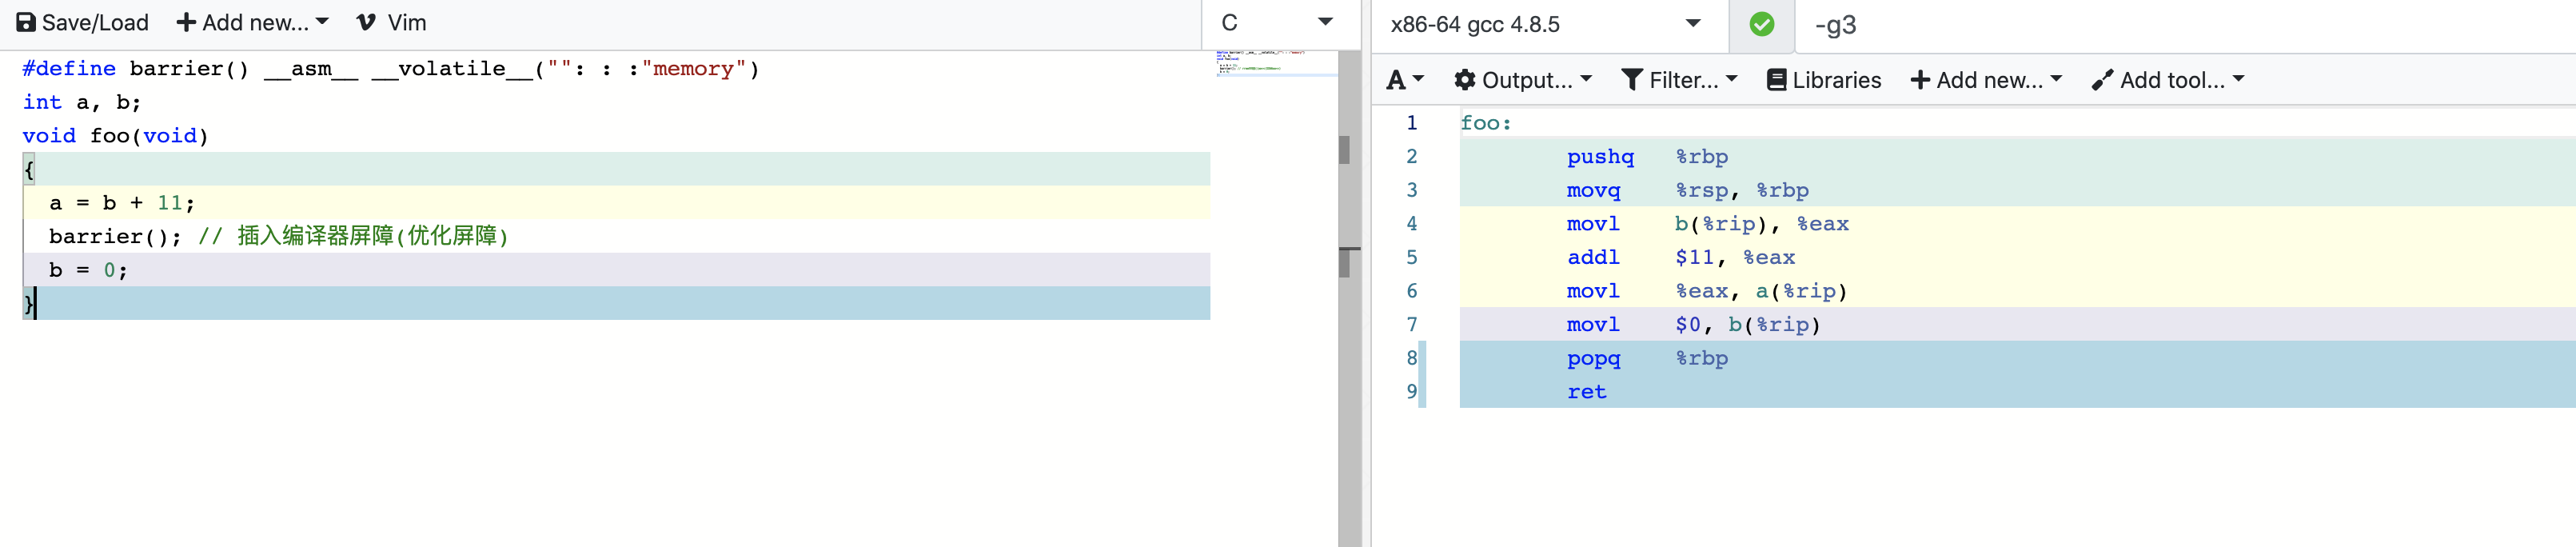 Save/Load Add new... Vim C
#define barrier() __asm__ __volatile__("": : :"memory")
int a, b;
void foo(void)
{
a = b + 11;
barrier(); // 插入编译器屏障(优化屏障)
b = 0;
}
x86-64 gcc 4.8.5 -g3
A Output... Filter... Libraries Add new... Add tool...
1 foo:
2 pushq %rbp
3 movq %rsp, %rbp
4 movl b(%rip), %eax
5 addl $11, %eax
6 movl %eax, a(%rip)
7 movl $0, b(%rip)
8 popq %rbp
9 ret